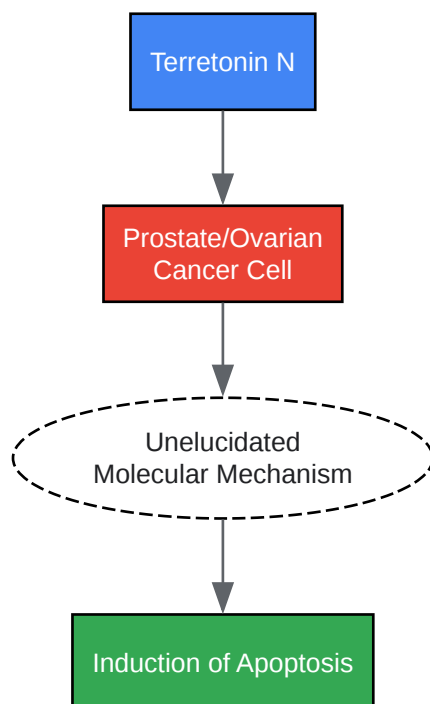 Terretonin N
Prostate/Ovarian
Cancer Cell
Unelucidated
Molecular Mechanism
Induction of Apoptosis